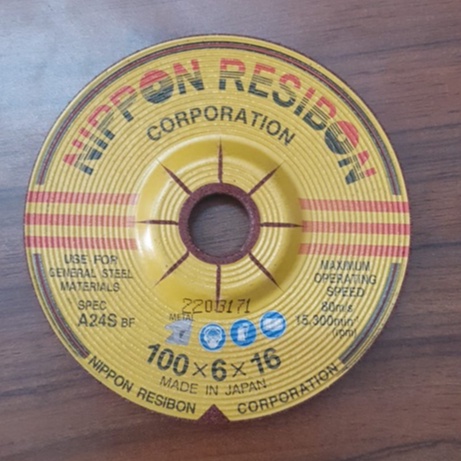 NIPPON RESIBON
CORPORATION
USE FOR
GENERAL STEEL
MATERIALS
SPEC
A24S BF
MAXIMUM
OPERATING
SPEED
80m/s
15,300min⁻¹
(rpm)
2203171
METAL
100×6×16
MADE IN JAPAN
NIPPON RESIBON CORPORATION